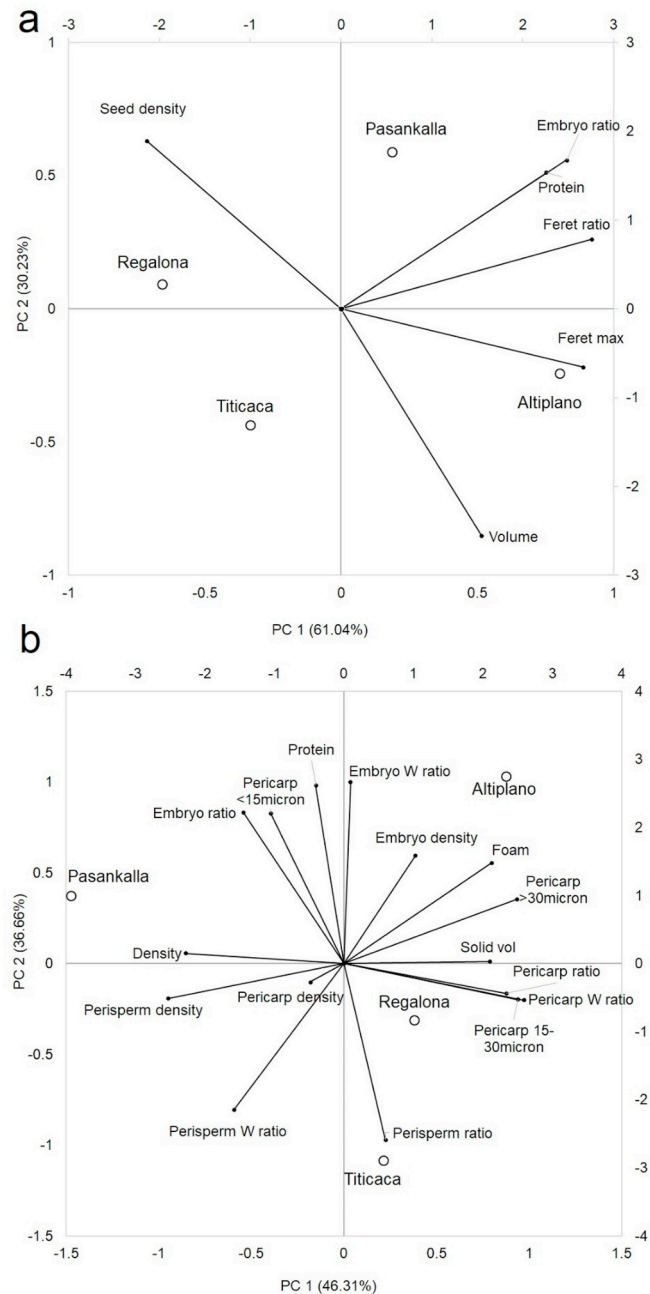 a
-3 -2 -1 0 1 2 3
1 3
Seed density
Pasankalla
Embryo ratio
2
0.5
Protein
1
Feret ratio
Regalona
PC 2 (30.23%)
0 0
Feret max
Altiplano
-1
Titicaca
-0.5
-2
Volume
-1 -3
-1 -0.5 0 0.5 1
PC 1 (61.04%)
b
-4 -3 -2 -1 0 1 2 3 4
1.5 4
Protein
3
Embryo W ratio
1
Altiplano
Pericarp
<15micron
Embryo ratio
2
Embryo density
Foam
0.5
Pericarp
>30micron
Pasankalla
1
PC 2 (36.66%)
Density
Solid vol
0 0
Pericarp ratio
Perisperm density
Pericarp density
Regalona
Pericarp W ratio
Pericarp 15-
30micron
-1
-0.5
Perisperm W ratio
-2
Perisperm ratio
-1
Titicaca
-3
-1.5 -4
-1.5 -1 -0.5 0 0.5 1 1.5
PC 1 (46.31%)